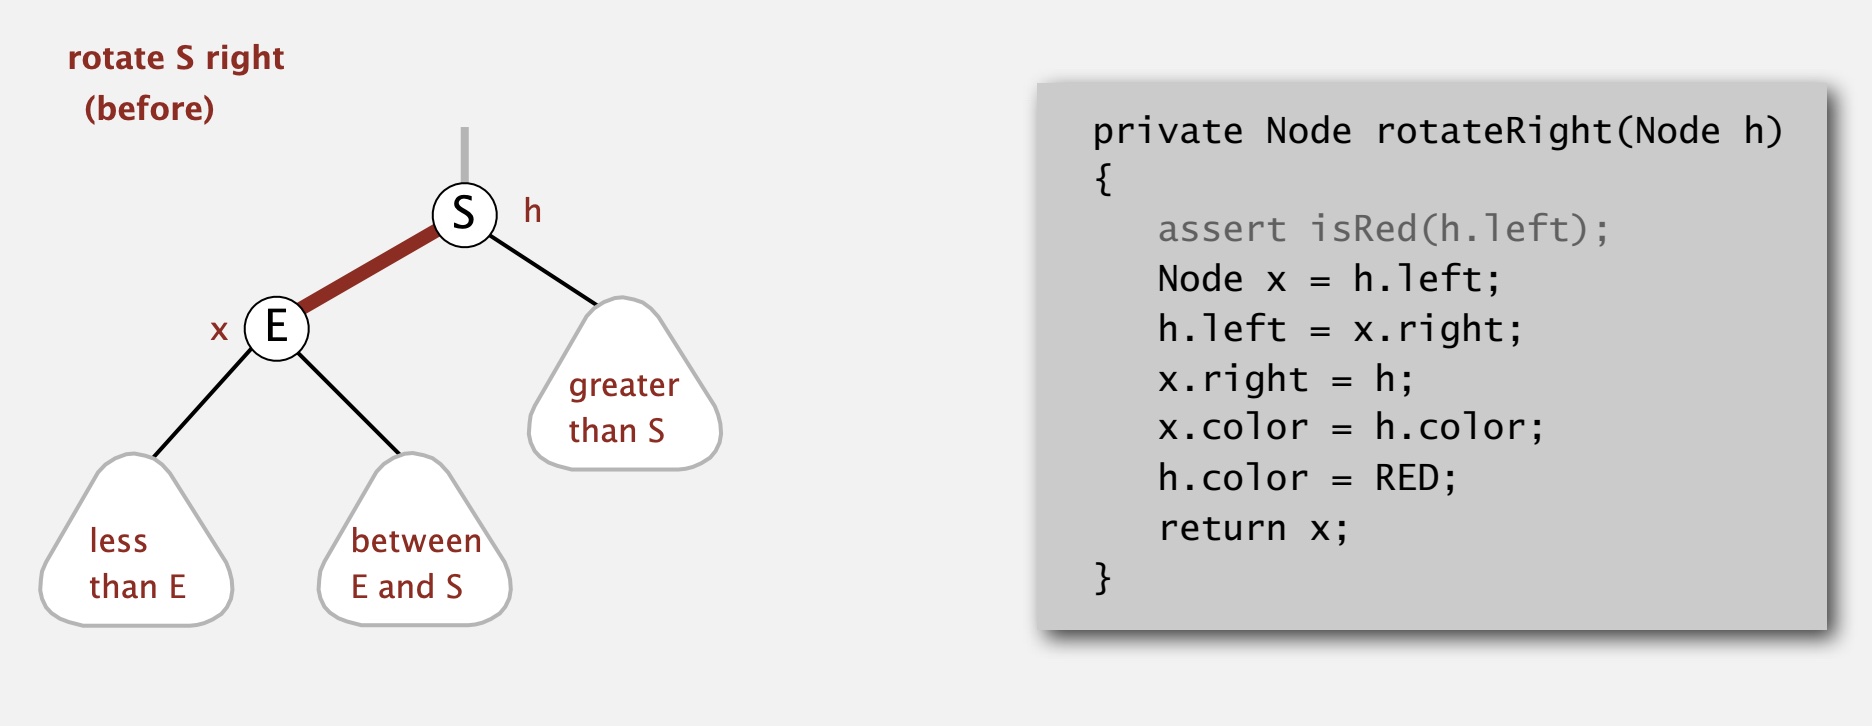 rotate S right
(before)
S
h
x
E
greater
than S
less
than E
between
E and S
private Node rotateRight(Node h)
{
   assert isRed(h.left);
   Node x = h.left;
   h.left = x.right;
   x.right = h;
   x.color = h.color;
   h.color = RED;
   return x;
}